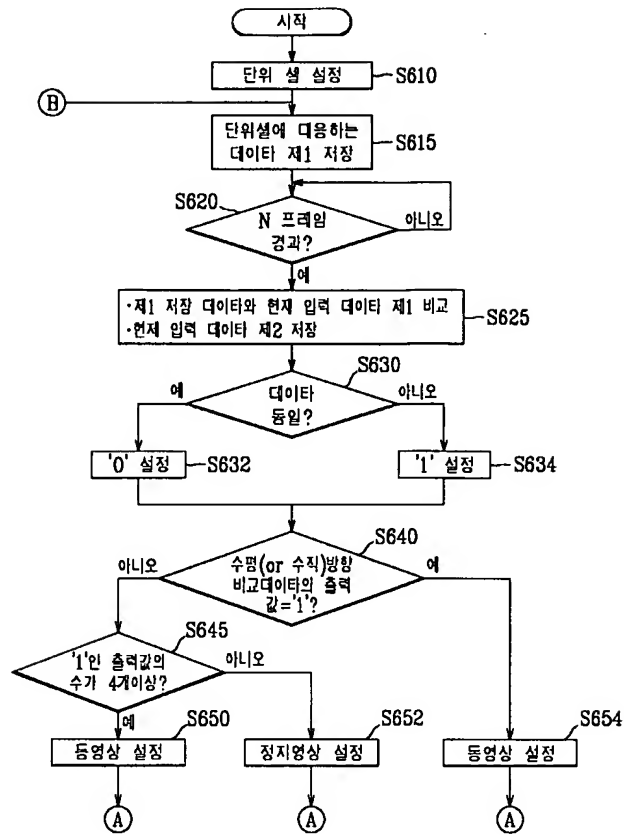 시작
단위 셀 설정
S610
B
단위셀에 대응하는
데이타 제1 저장
S615
S620
N 프레임
경과?
아니오
예
·제1 저장 데이타와 현재 입력 데이타 제1 비교
·현재 입력 데이타 제2 저장
S625
S630
예
데이타
동일?
아니오
'0' 설정
S632
'1' 설정
S634
S640
아니오
수평(or 수직)방향
비교데이타의 출력
값='1'?
예
S645
'1'인 출력값의
수가 4개이상?
아니오
예
S650
동영상 설정
S652
정지영상 설정
S654
동영상 설정
A
A
A